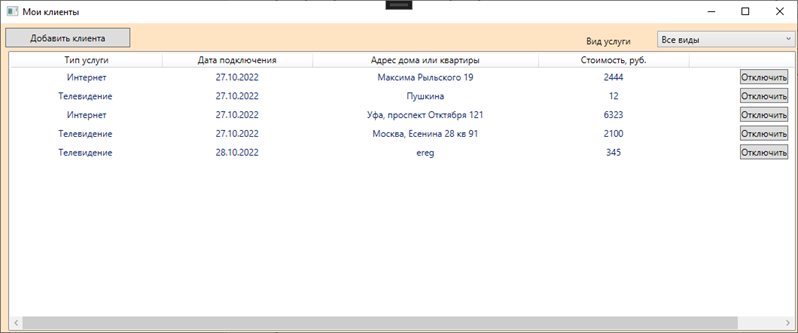 Мои клиенты
Добавить клиента
Вид услуги Все виды
Тип услуги Дата подключения Адрес дома или квартиры Стоимость, руб.
Интернет 27.10.2022 Максима Рыльского 19 2444 Отключить
Телевидение 27.10.2022 Пушкина 12 Отключить
Интернет 27.10.2022 Уфа, проспект Отктября 121 6323 Отключить
Телевидение 27.10.2022 Москва, Есенина 28 кв 91 2100 Отключить
Телевидение 28.10.2022 ereg 345 Отключить